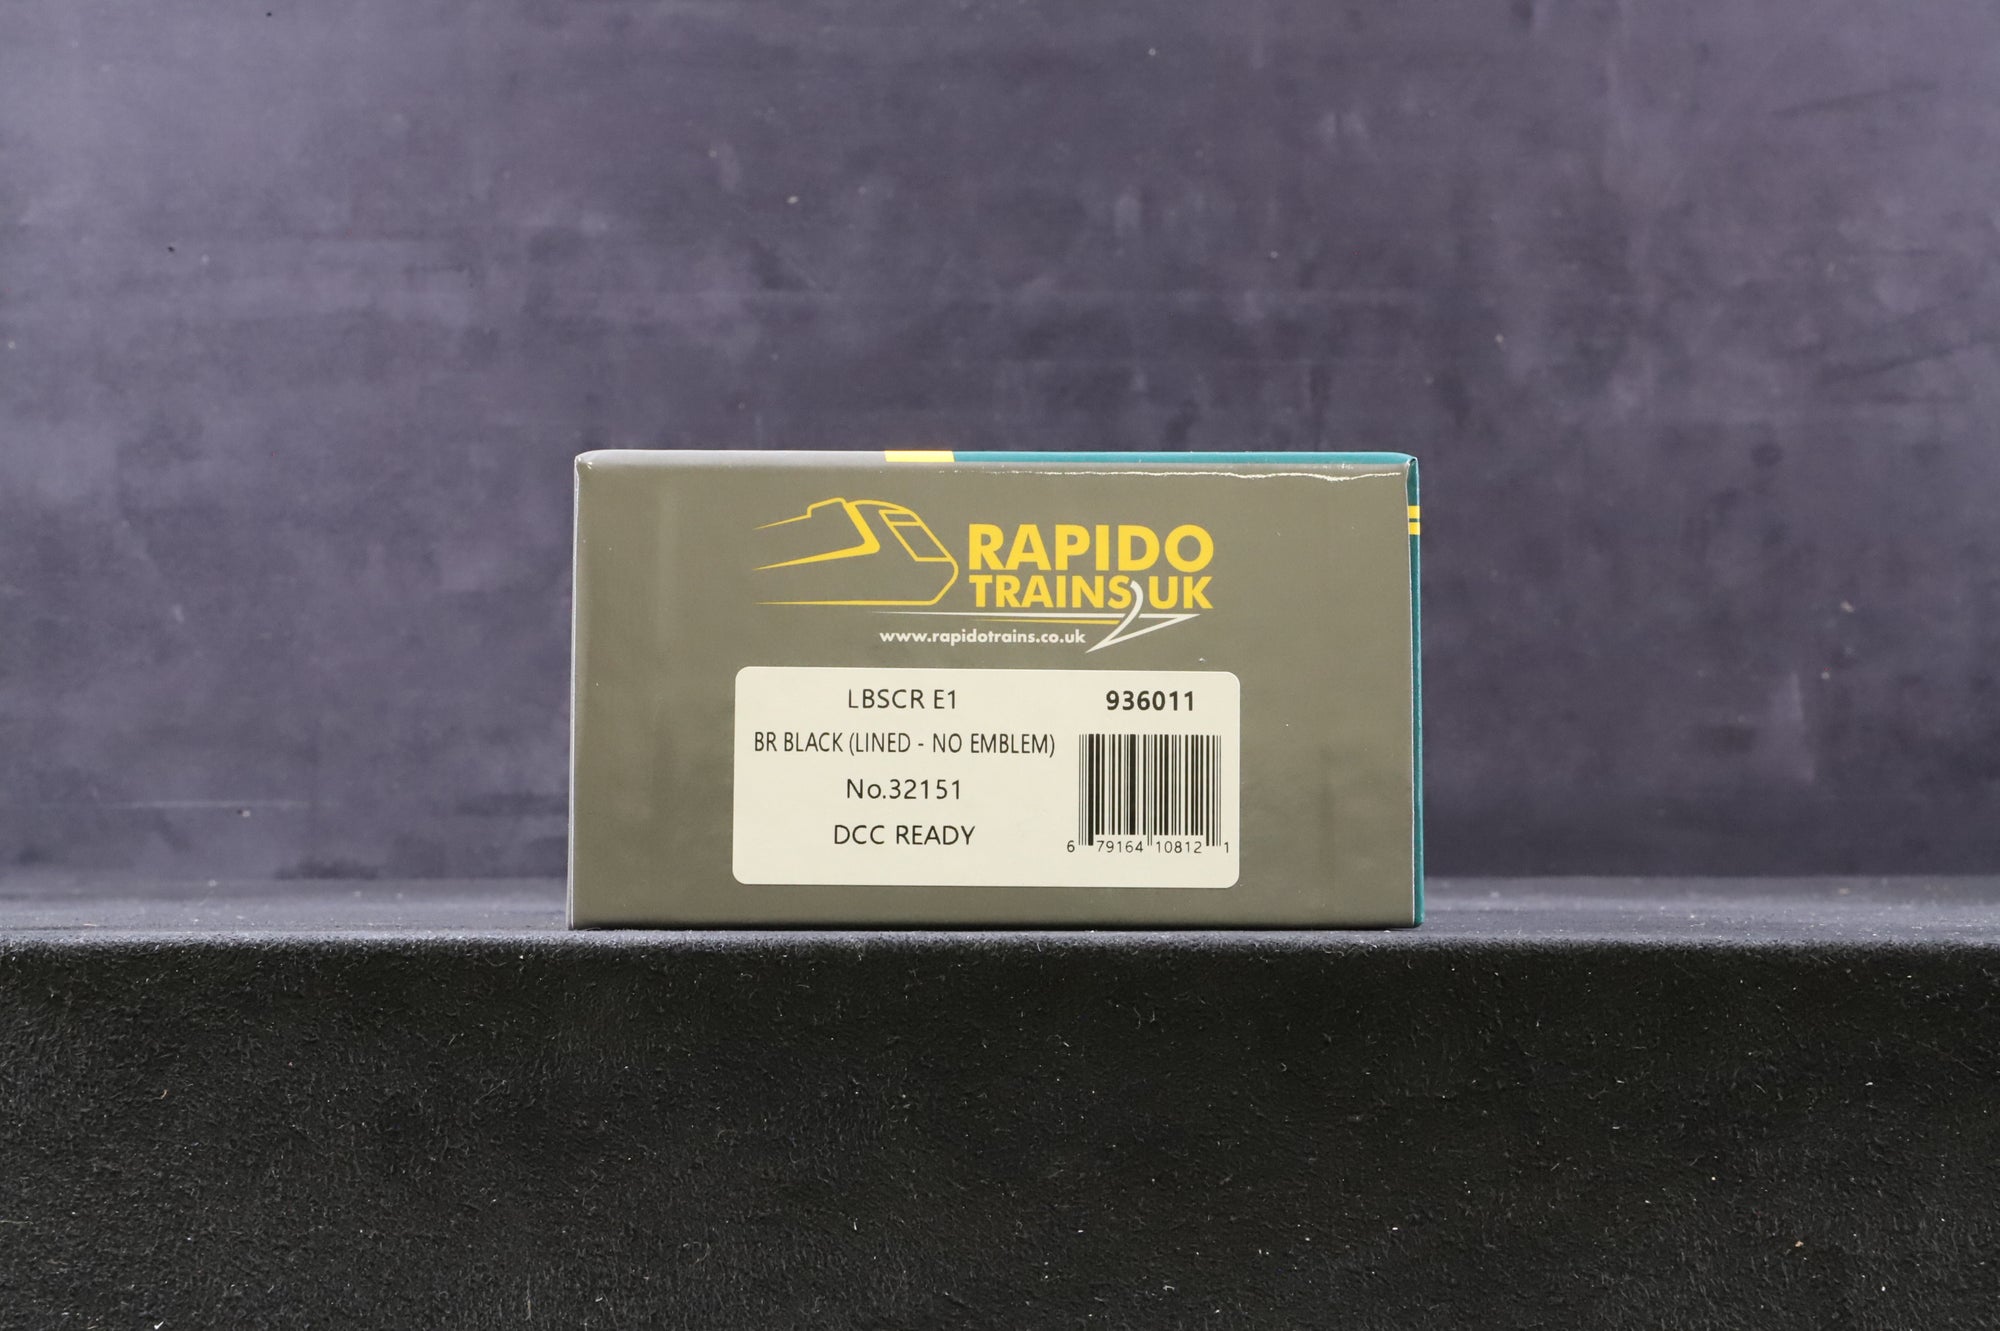 RAPIDO
TRAINS UK
www.rapidotrains.co.uk
LBSCR E1
936011
BR BLACK (LINED - NO EMBLEM)
No.32151
DCC READY
6 79164 10812 1